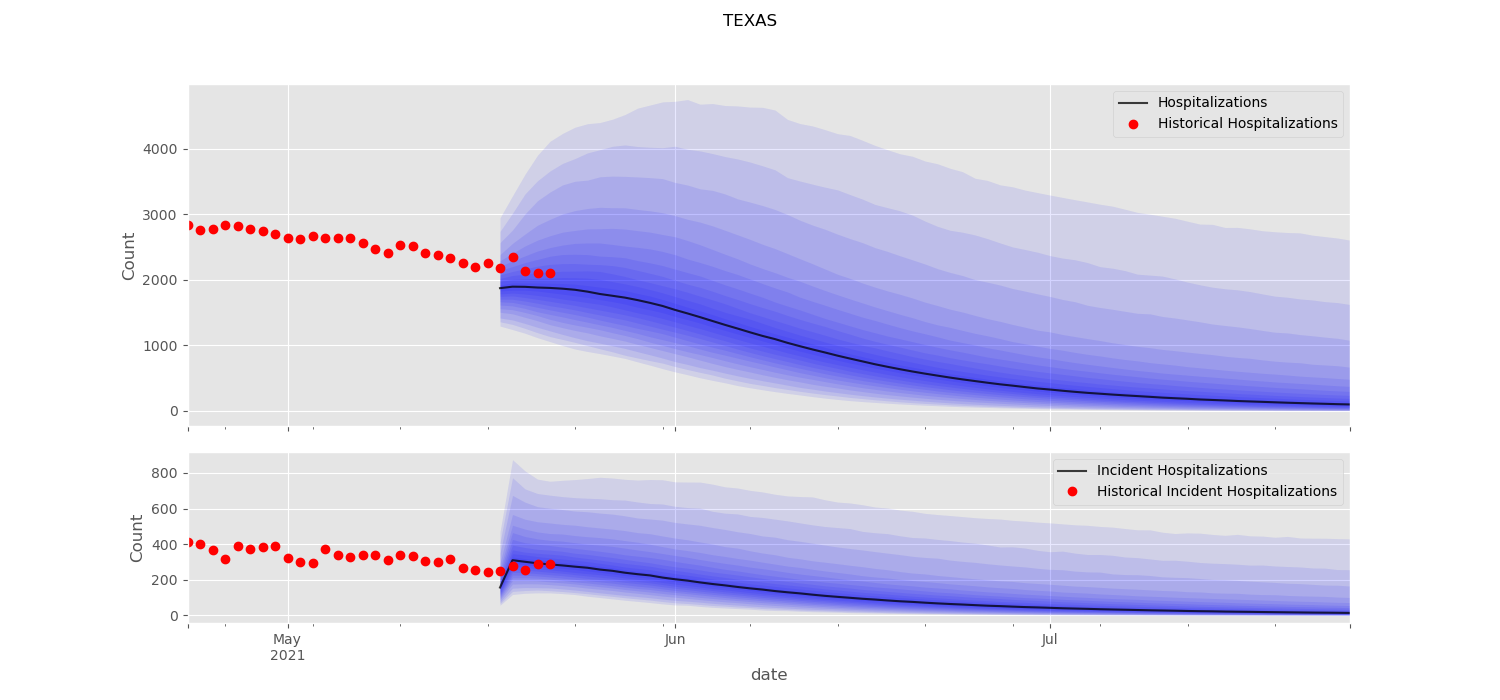 TEXAS
Hospitalizations
Historical Hospitalizations
Count
4000
3000
2000
1000
0
Incident Hospitalizations
Historical Incident Hospitalizations
Count
800
600
400
200
0
May
2021
Jun
Jul
date